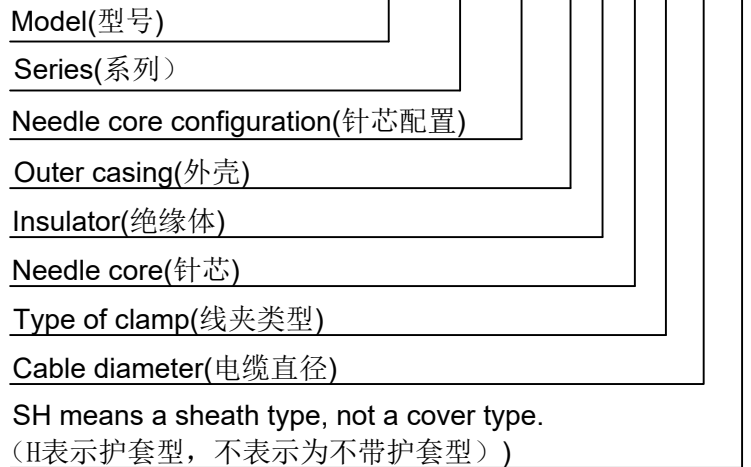 Model(型号)
Series(系列）
Needle core configuration(针芯配置)
Outer casing(外壳)
Insulator(绝缘体)
Needle core(针芯)
Type of clamp(线夹类型)
Cable diameter(电缆直径)
SH means a sheath type, not a cover type.
（H表示护套型，不表示为不带护套型）)